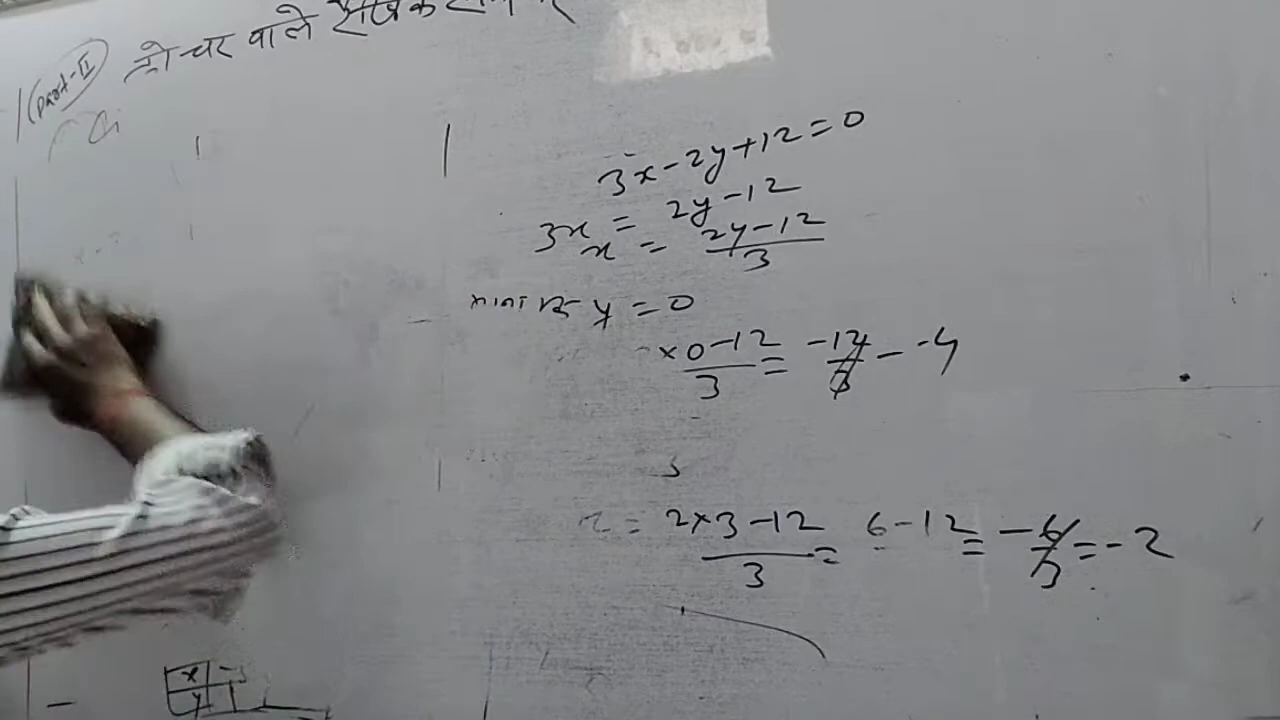 (Part-II)
दो चर वाले रैखिक
3x-2y+12=0
3x = 2y-12
x = 2y-12/3
y = 0
×0-12/3 = -12/3 - -4
3
x = 2×3-12/3 = 6-12 = -6/3 = -2
x
y